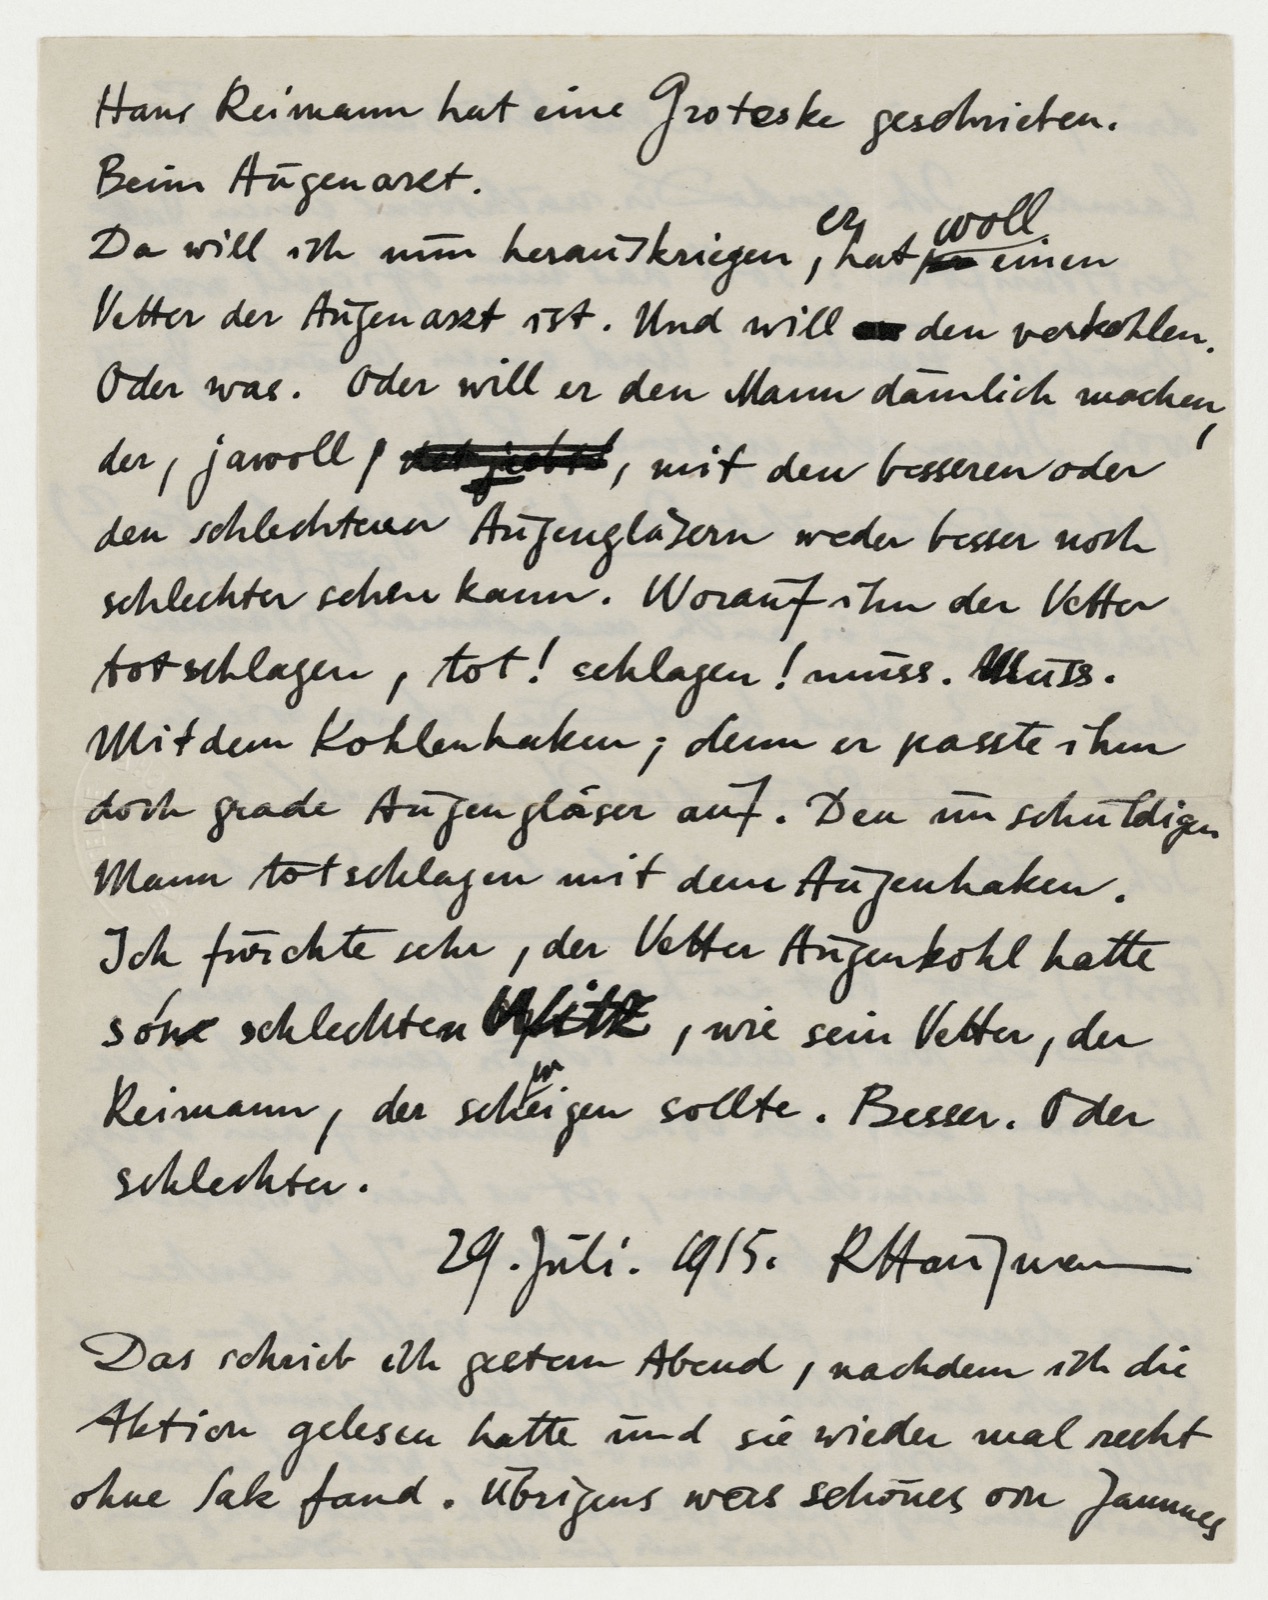 Hans Reimann hat eine Groteske geschrieben.
Beim Augenarzt.
Da will ich nun herauskriegen, er hat woll einen
Vetter der Augenarzt ist. Und will den verkohlen.
Oder was. Oder will er den Mann dämlich machen,
der, jawoll, mit den besseren oder
den schlechteren Augengläsern weder besser noch
schlechter sehen kann. Worauf ihn der Vetter
totschlagen, tot! schlagen! muss. Muss.
Mit dem Kohlenhaken; denn er passte ihm
doch grade Augengläser auf. Den unschuldigen
Mann totschlagen mit dem Augenhaken.
Ich fürchte sehr, der Vetter Augenkohl hatte
sóne schlechten Witz, wie sein Vetter, der
Reimann, der schweigen sollte. Besser. Oder
schlechter.
29. Juli. 1915. RHausmann
Das schrieb ich gestern Abend, nachdem ich die
Aktion gelesen hatte und sie wieder mal recht
ohne Sak fand. Übrigens was schönes von Jammes